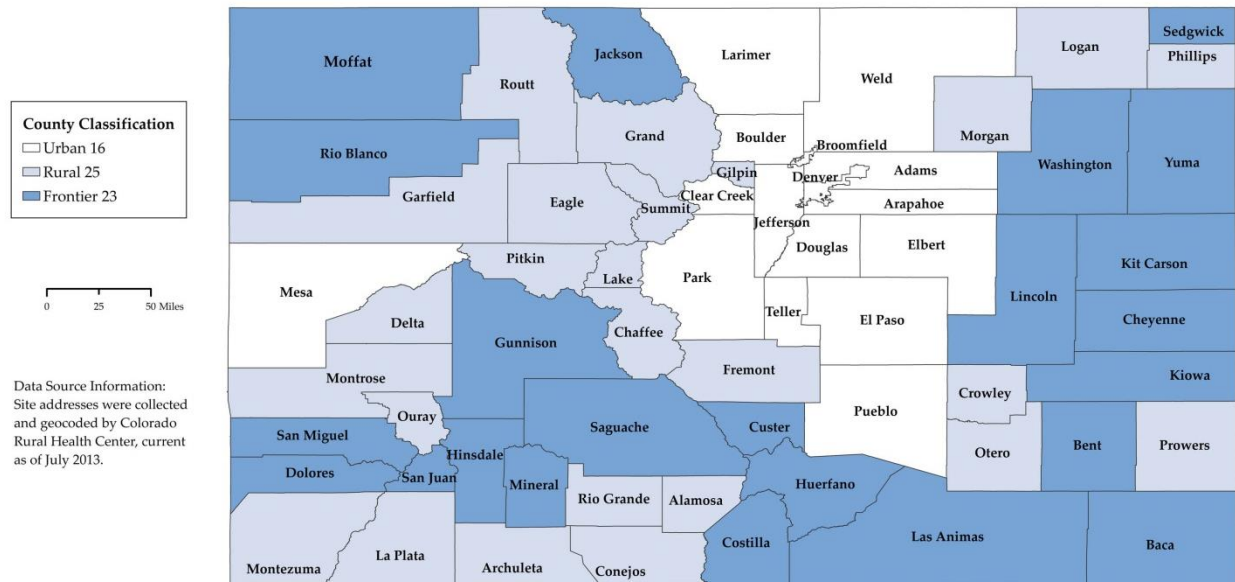 County Classification
Urban 16
Rural 25
Frontier 23
0 25 50 Miles
Data Source Information:
Site addresses were collected
and geocoded by Colorado
Rural Health Center, current
as of July 2013.
Moffat
Jackson
Larimer
Weld
Logan
Sedgwick
Phillips
Routt
Rio Blanco
Grand
Boulder
Broomfield
Morgan
Washington
Yuma
Garfield
Eagle
Summit
Gilpin
Clear Creek
Denver
Adams
Arapahoe
Jefferson
Douglas
Elbert
Mesa
Pitkin
Lake
Park
Kit Carson
Lincoln
Delta
Gunnison
Chaffee
Teller
El Paso
Cheyenne
Montrose
Fremont
Crowley
Kiowa
Ouray
Saguache
Custer
Pueblo
Otero
Bent
Prowers
San Miguel
Dolores
San Juan
Hinsdale
Mineral
Rio Grande
Alamosa
Huerfano
Montezuma
La Plata
Archuleta
Conejos
Costilla
Las Animas
Baca